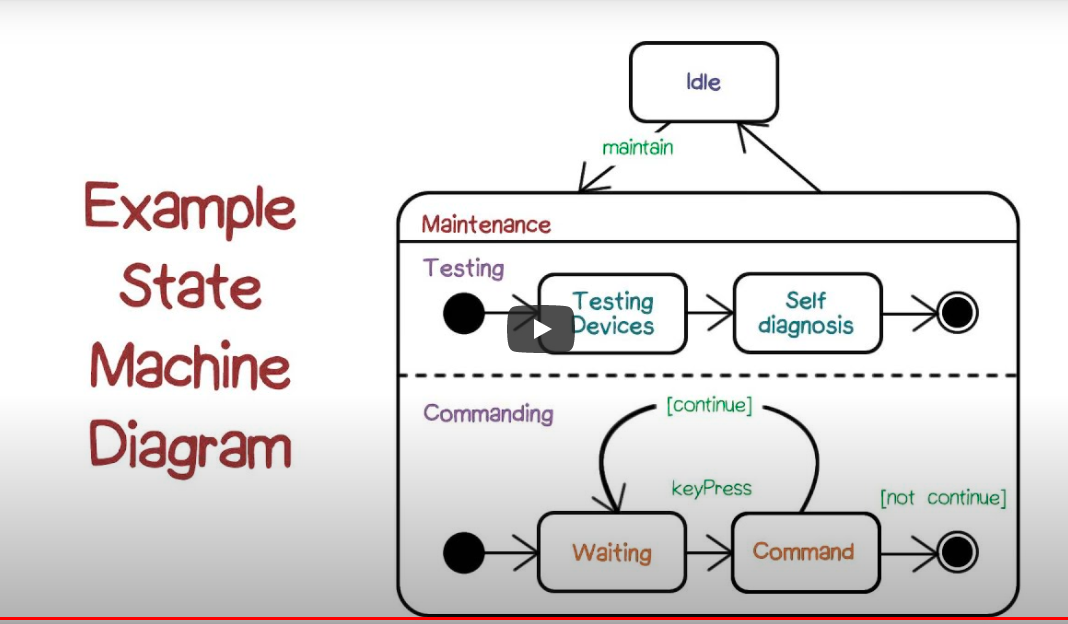 Example
State
Machine
Diagram
Idle
maintain
Maintenance
Testing
Testing
Devices
Self
diagnosis
Commanding
[continue]
keyPress
[not continue]
Waiting
Command